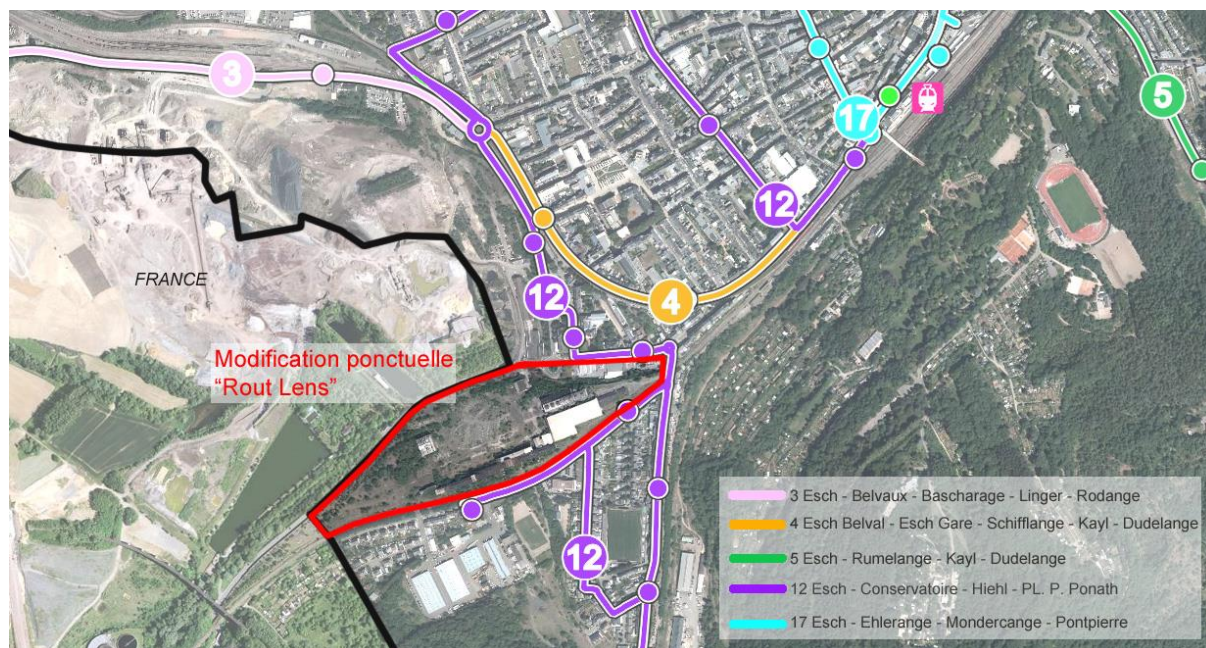 3
5
17
12
FRANCE
12
4
Modification ponctuelle
“Rout Lens”
12
3 Esch - Belvaux - Bascharage - Linger - Rodange
4 Esch Belval - Esch Gare - Schifflange - Kayl - Dudelange
5 Esch - Rumelange - Kayl - Dudelange
12 Esch - Conservatoire - Hiehl - PL. P. Ponath
17 Esch - Ehlerange - Mondercange - Pontpierre